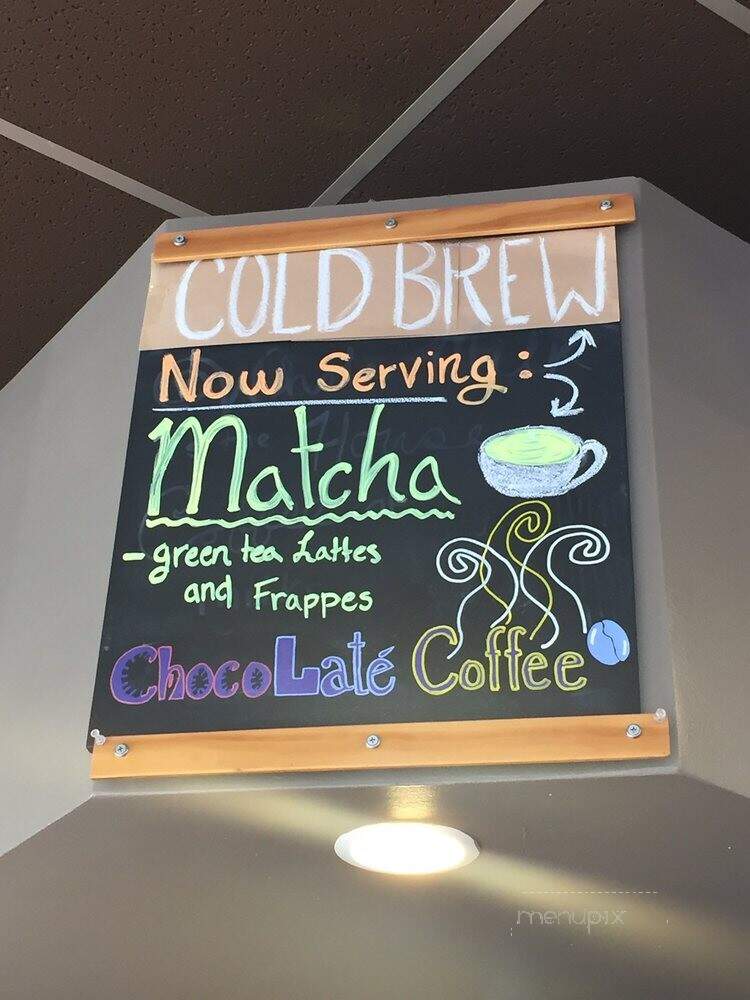 COLD BREW
Now Serving:
Matcha
- green tea Lattes
and Frappes
ChocoLaté Coffee
menupix